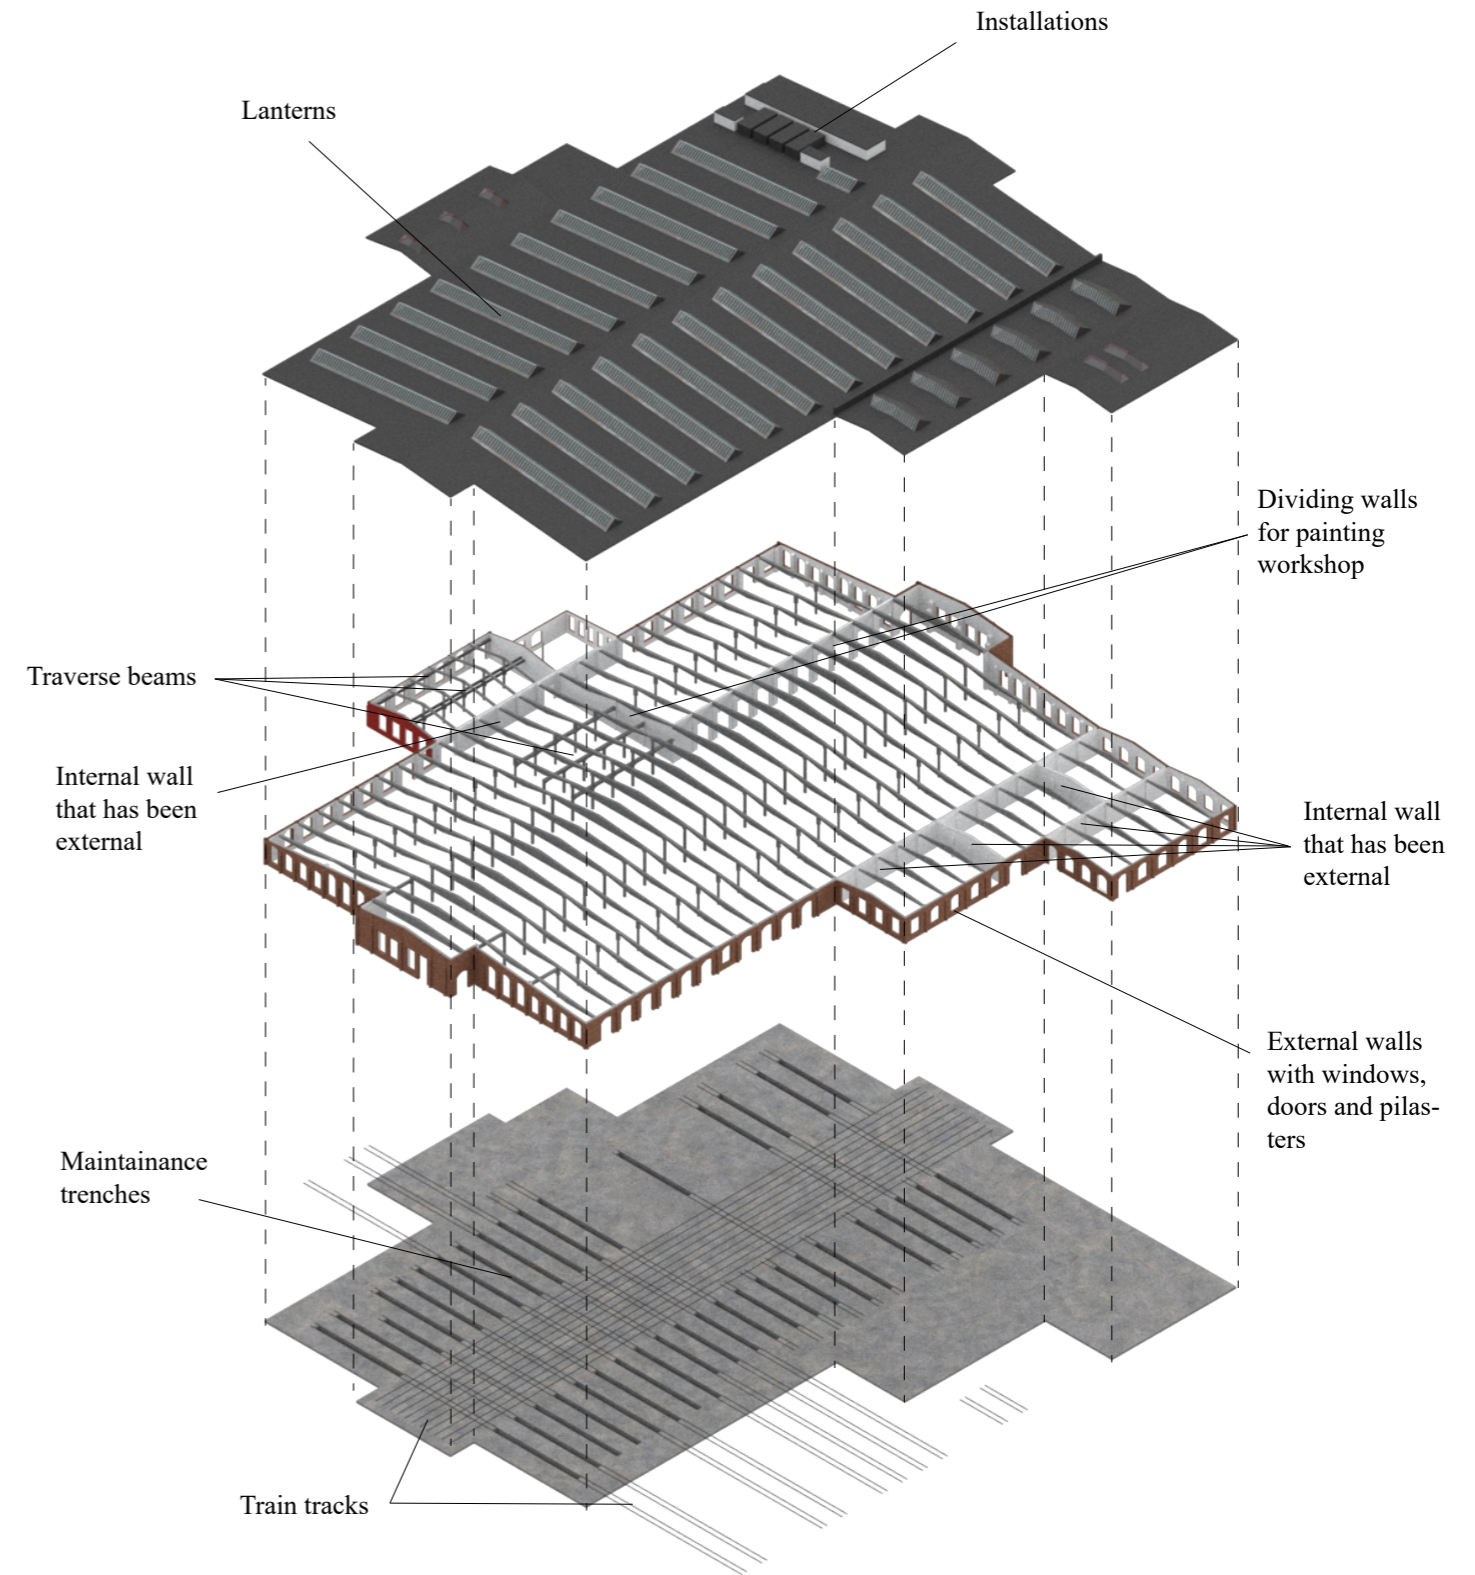 Installations
Lanterns
Dividing walls
for painting
workshop
Traverse beams
Internal wall
that has been
external
Internal wall
that has been
external
External walls
with windows,
doors and pilas-
ters
Maintainance
trenches
Train tracks